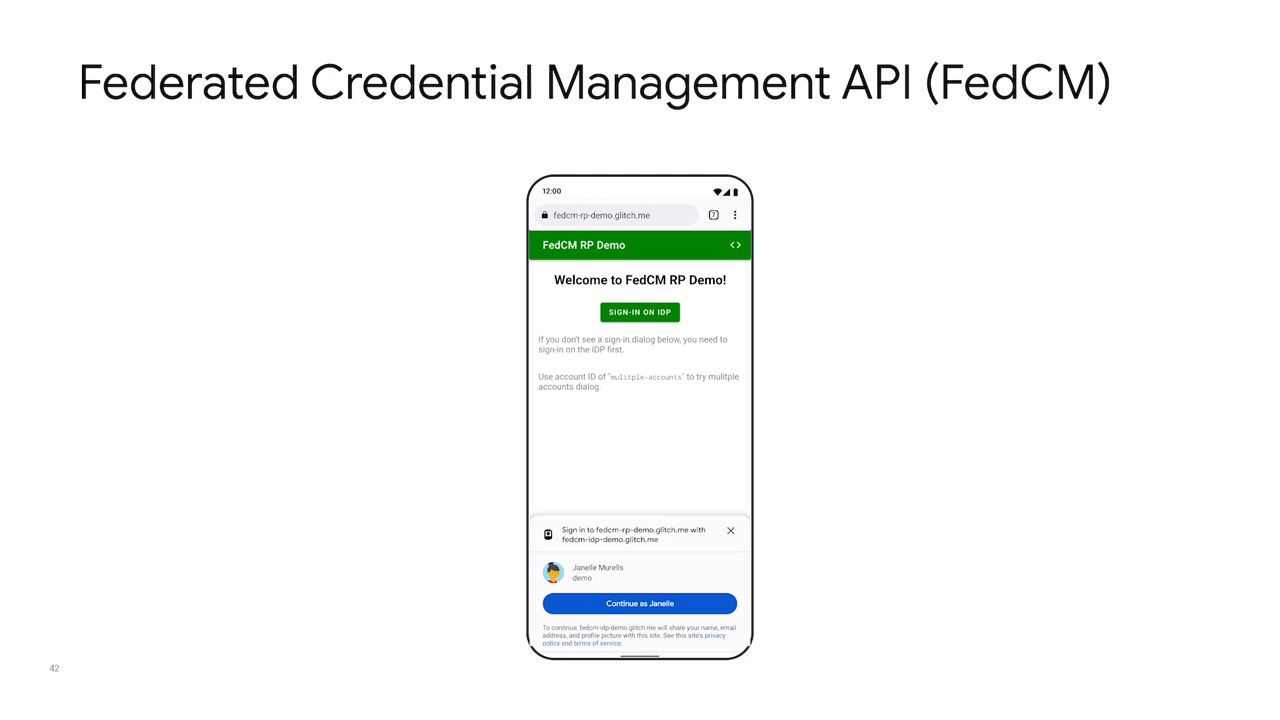 Federated Credential Management API (FedCM)
12:00
fedcm-rp-demo.glitch.me
7
FedCM RP Demo
<>
Welcome to FedCM RP Demo!
SIGN-IN ON IDP
If you don't see a sign-in dialog below, you need to
sign-in on the IDP first.
Use account ID of "mulitple-accounts" to try mulitple
accounts dialog.
Sign in to fedcm-rp-demo.glitch.me with
fedcm-idp-demo.glitch.me
Janelle Murells
demo
Continue as Janelle
To continue, fedcm-idp-demo.glitch.me will share your name, email
address, and profile picture with this site. See this site's privacy
policy and terms of service.
42